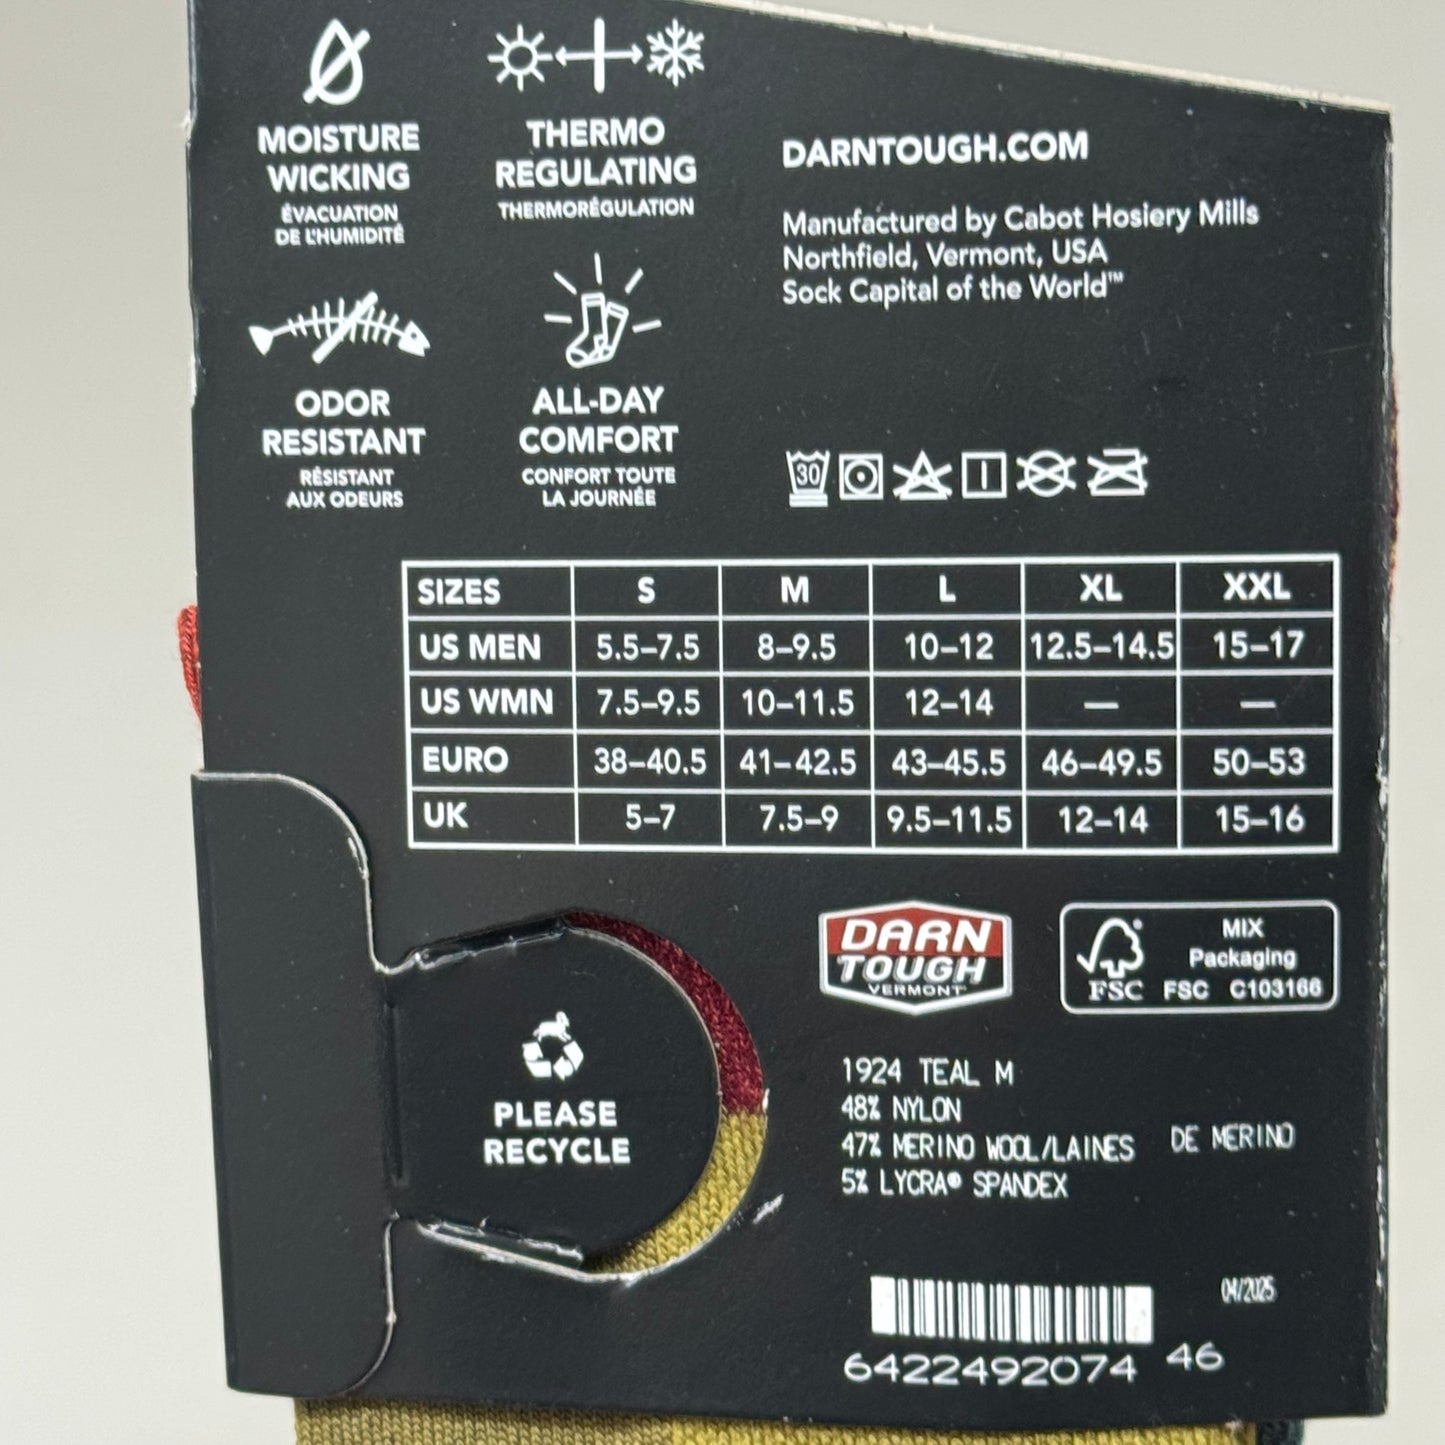 MOISTURE
WICKING
ÉVACUATION
DE L'HUMIDITÉ
THERMO
REGULATING
THERMORÉGULATION
ODOR
RESISTANT
RÉSISTANT
AUX ODEURS
ALL-DAY
COMFORT
CONFORT TOUTE
LA JOURNÉE
DARNTOUGH.COM
Manufactured by Cabot Hosiery Mills
Northfield, Vermont, USA
Sock Capital of the World™
30
SIZES S M L XL XXL
US MEN 5.5–7.5 8–9.5 10–12 12.5–14.5 15–17
US WMN 7.5–9.5 10–11.5 12–14 — —
EURO 38–40.5 41–42.5 43–45.5 46–49.5 50–53
UK 5–7 7.5–9 9.5–11.5 12–14 15–16
PLEASE
RECYCLE
DARN
TOUGH
VERMONT
MIX
Packaging
FSC FSC C103166
1924 TEAL M
48% NYLON
47% MERINO WOOL/LAINES DE MERINO
5% LYCRA® SPANDEX
04/2025
6422492074 46